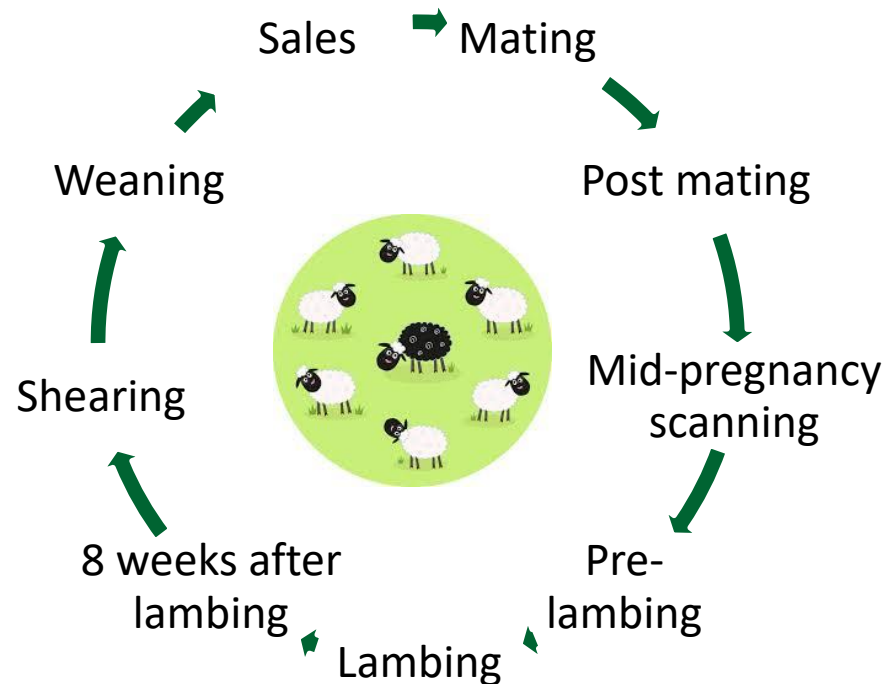 Sales
Mating
Post mating
Mid-pregnancy
scanning
Pre-
lambing
Lambing
8 weeks after
lambing
Shearing
Weaning